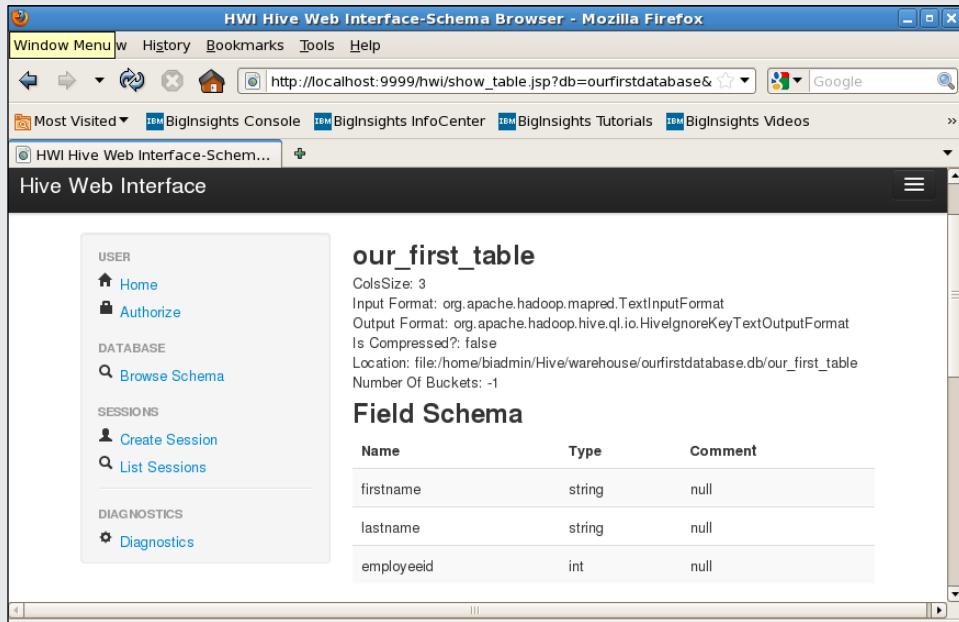 HWI Hive Web Interface-Schema Browser - Mozilla Firefox
Window Menu w History Bookmarks Tools Help
http://localhost:9999/hwi/show_table.jsp?db=ourfirstdatabase& Google
Most Visited IBM BigInsights Console IBM BigInsights InfoCenter IBM BigInsights Tutorials IBM BigInsights Videos »
HWI Hive Web Interface-Schem...
Hive Web Interface
USER
Home
Authorize
DATABASE
Browse Schema
SESSIONS
Create Session
List Sessions
DIAGNOSTICS
Diagnostics
our_first_table
ColsSize: 3
Input Format: org.apache.hadoop.mapred.TextInputFormat
Output Format: org.apache.hadoop.hive.ql.io.HiveIgnoreKeyTextOutputFormat
Is Compressed?: false
Location: file:/home/biadmin/Hive/warehouse/ourfirstdatabase.db/our_first_table
Number Of Buckets: -1
Field Schema
Name Type Comment
firstname string null
lastname string null
employeeid int null